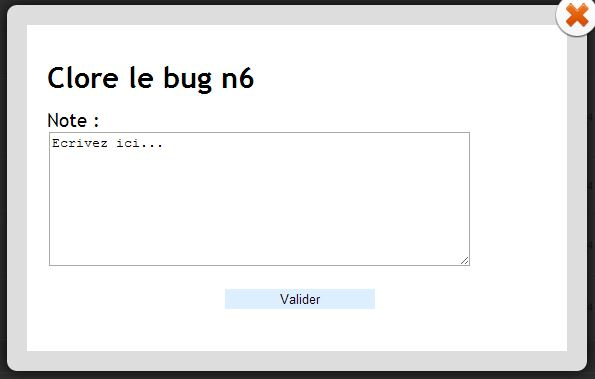 Clore le bug n6
Note :
Ecrivez ici...
Valider